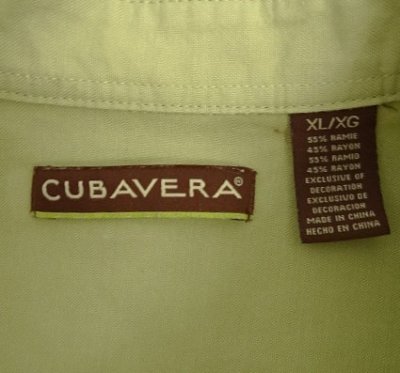 CUBAVERA®
XL/XG
55% RAMIE
45% RAYON
55% RAMIO
45% RAYON
EXCLUSIVE OF
DECORATION
EXCLUSIVO DE
DECORACION
MADE IN CHINA
HECHO EN CHINA